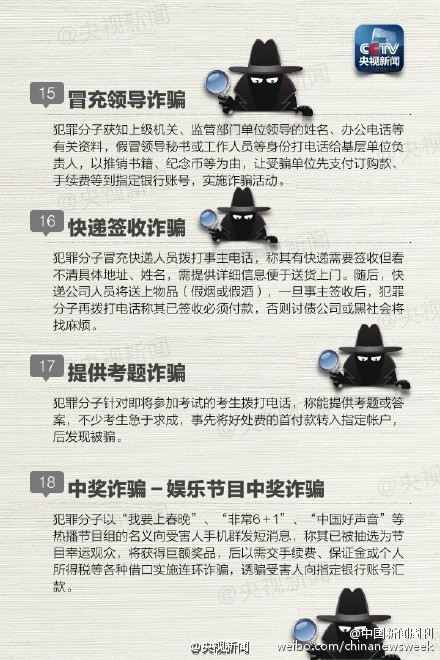 CCTV
央视新闻
15 冒充领导诈骗
犯罪分子获知上级机关、监管部门单位领导的姓名、办公电话等
有关资料，假冒领导秘书或工作人员等身份打电话给基层单位负
责人，以推销书籍、纪念币等为由，让受骗单位先支付订购款、
手续费等到指定银行账号，实施诈骗活动。
16 快递签收诈骗
犯罪分子冒充快递人员拨打事主电话，称其有快递需要签收但看
不清具体地址、姓名，需提供详细信息便于送货上门。随后，快
递公司人员将送上物品（假烟或假酒），一旦事主签收后，犯罪
分子再拨打电话称其已签收必须付款，否则讨债公司或黑社会将
找麻烦。
17 提供考题诈骗
犯罪分子针对即将参加考试的考生拨打电话，称能提供考题或答
案，不少考生急于求成，事先将好处费的首付款转入指定帐户，
后发现被骗。
18 中奖诈骗－娱乐节目中奖诈骗
犯罪分子以“我要上春晚”、“非常6＋1”、“中国好声音”等
热播节目组的名义向受害人手机群发短消息，称其已被抽选为节
目幸运观众，将获得巨额奖品，后以需交手续费、保证金或个人
所得税等各种借口实施连环诈骗，诱骗受害人向指定银行账号汇
款。
@央视新闻
@中国新闻周刊
weibo.com/chinanewsweek